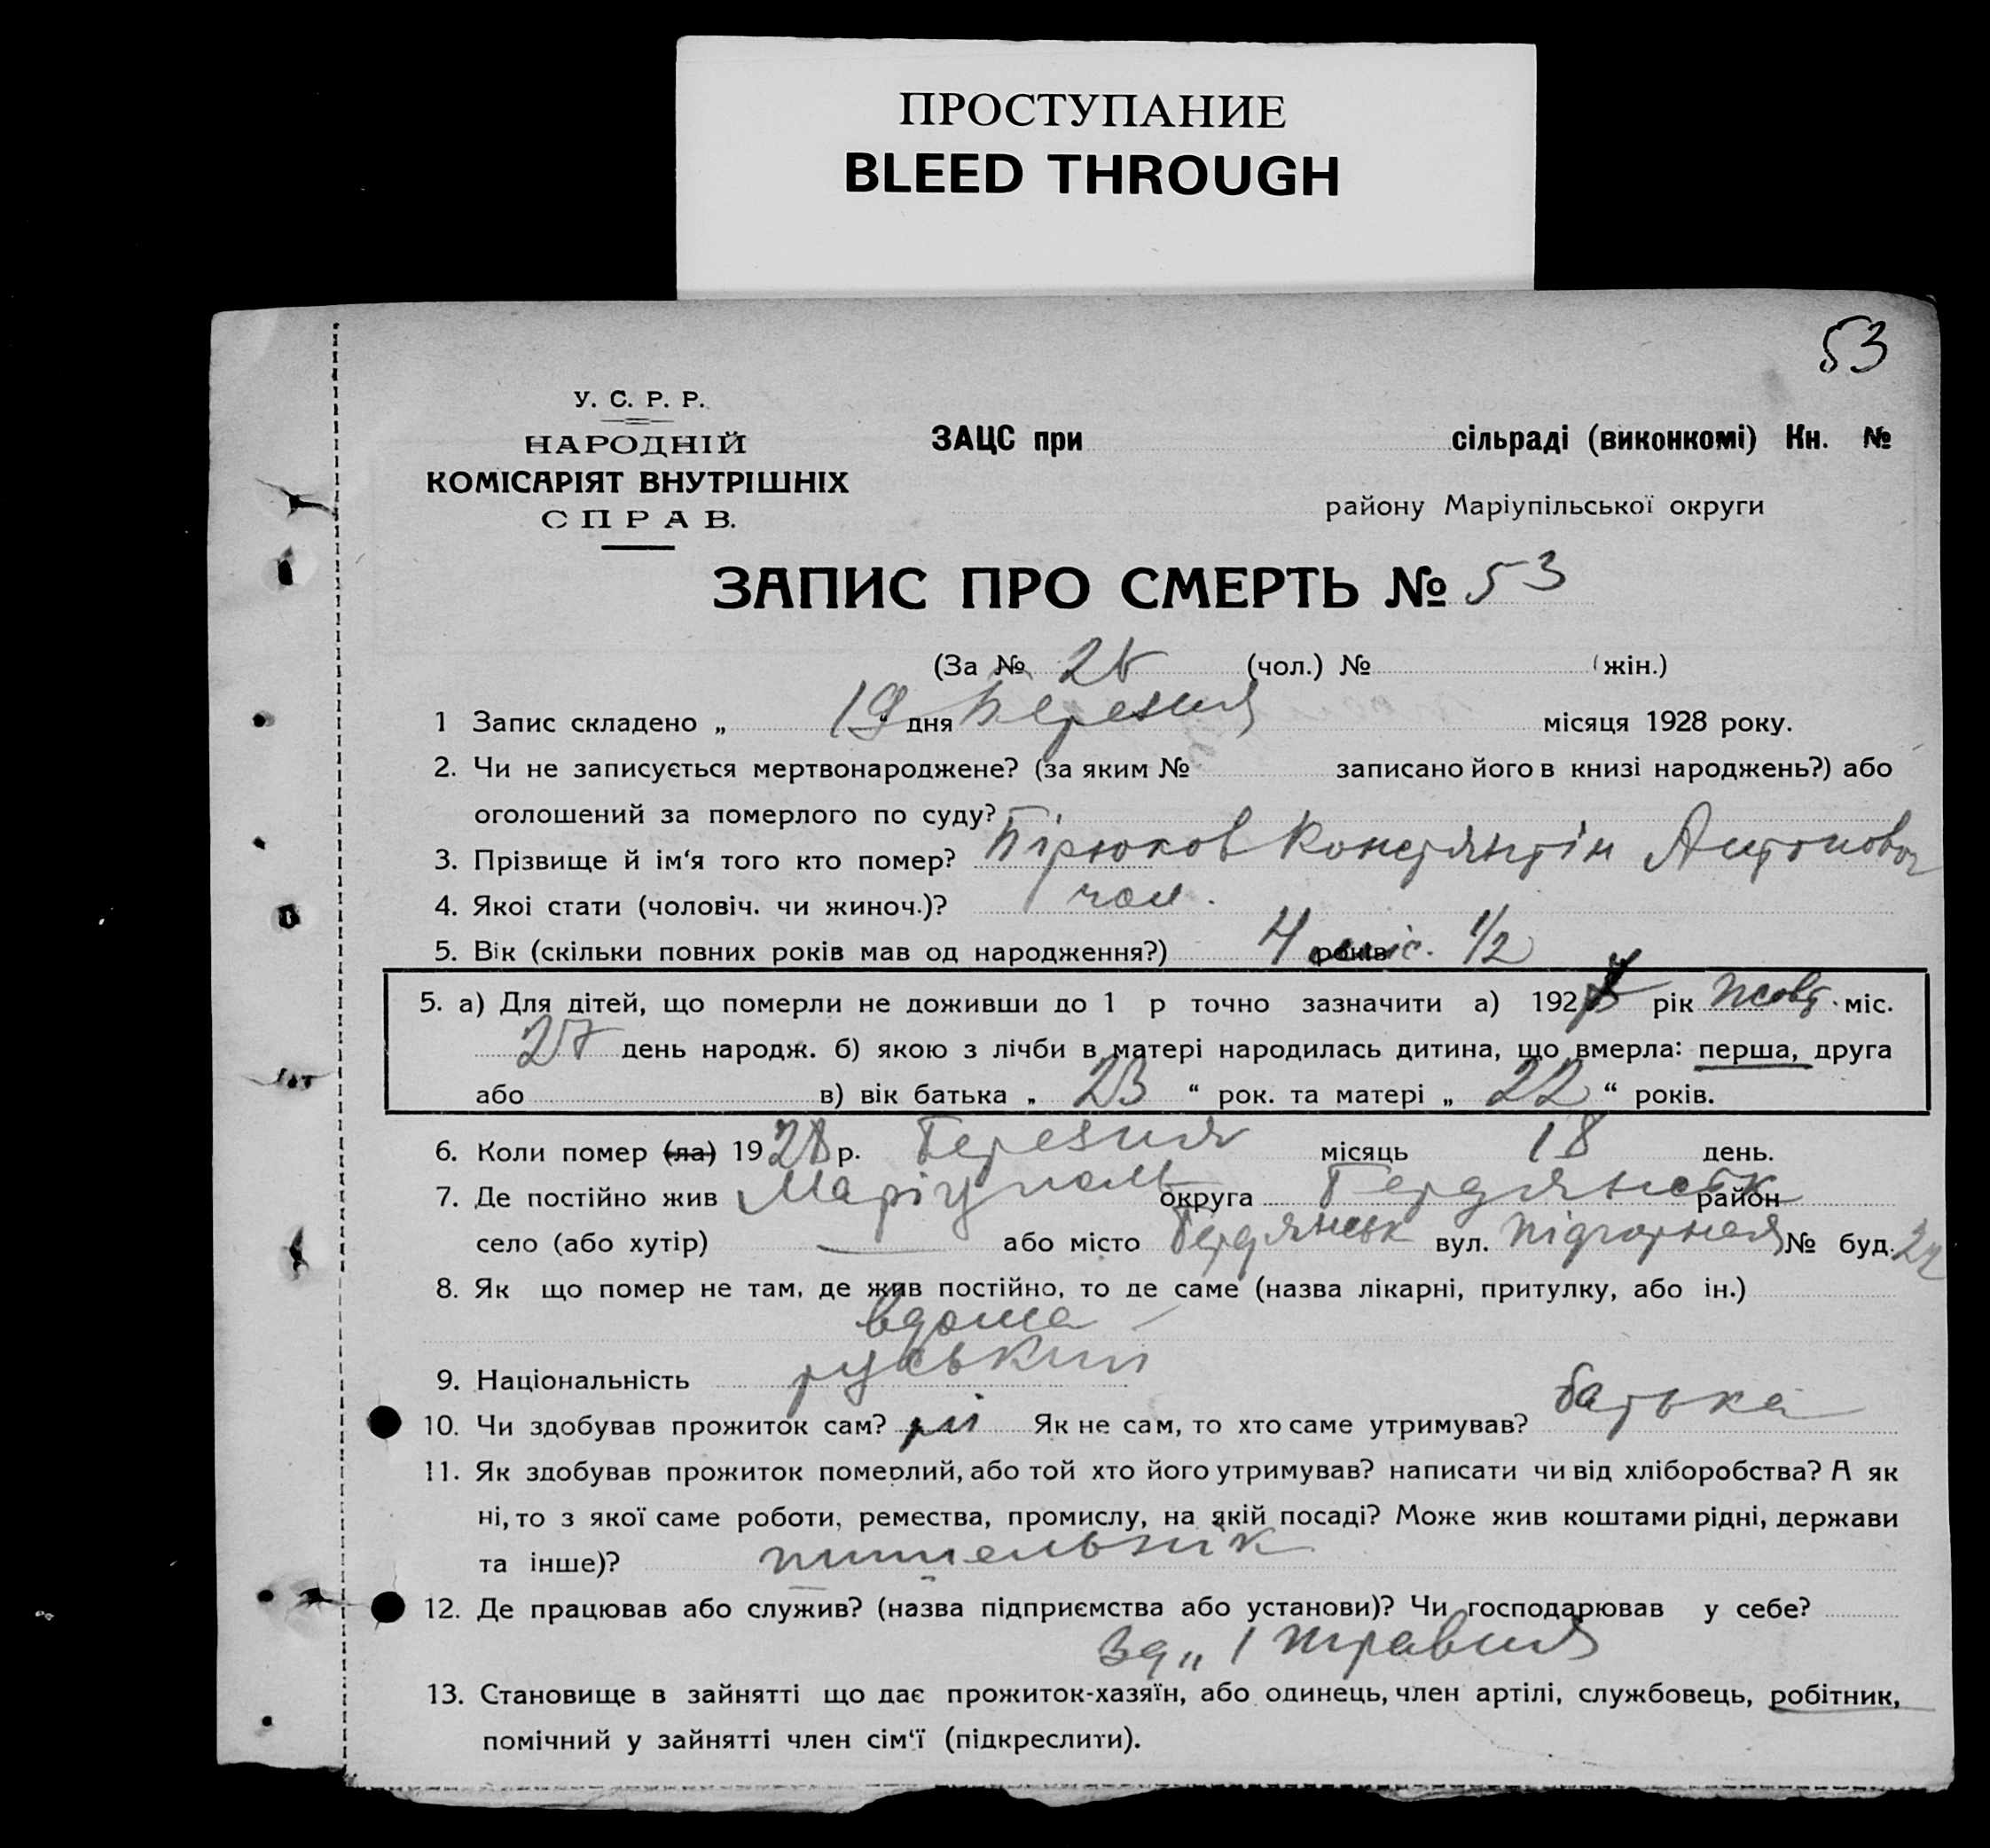 ПРОСТУПАНИЕ
BLEED THROUGH
53
У. С. Р. Р.
НАРОДНІЙ
КОМІСАРІЯТ ВНУТРІШНІХ
СПРАВ.
ЗАЦС при сільраді (виконкомі) Кн. №
району Маріупільської округи
ЗАПИС ПРО СМЕРТЬ № 53
(За № (чол.) № (жін.)
1 Запис складено „ 19 " дня Березня місяця 1928 року.
2. Чи не записується мертвонароджене? (за яким № записано його в книзі народжень?) або
оголошений за померлого по суду?
3. Прізвище й ім‘я того кто помер? Бірюков Констянтін Антонович
4. Якоі стати (чоловіч. чи жиноч.)? чол.
5. Вік (скільки повних років мав од народження?) 4 міс. 1/2
5. а) Для дітей, що померли не доживши до 1 р точно зазначити а) 1927 рік жовт. міс.
27 день народж. б) якою з лічби в матері народилась дитина, що вмерла: перша, друга
або в) вік батька „ 23 “ рок. та матері „ 22 “ років.
6. Коли помер (ла) 1928 р. Березня місяць 18 день.
7. Де постійно жив Маріуполь округа Бердянськ район
село (або хутір) — або місто Бердянськ вул. Підгорная № буд.
8. Як що помер не там, де жив постійно, то де саме (назва лікарні, притулку, або ін.)
вдома
9. Національність руський
10. Чи здобував прожиток сам? ні Як не сам, то хто саме утримував? батька
11. Як здобував прожиток померлий, або той хто його утримував? написати чи від хліборобства? А як
ні, то з якої саме роботи, ремества, промислу, на якій посаді? Може жив коштами рідні, держави
та інше)?
12. Де працював або служив? (назва підприємства або установи)? Чи господарював у себе?
Зд „ 1 травня
13. Становище в зайнятті що дає прожиток-хазяїн, або одинець, член артілі, службовець, робітник,
помічний у зайнятті член сім‘ї (підкреслити).